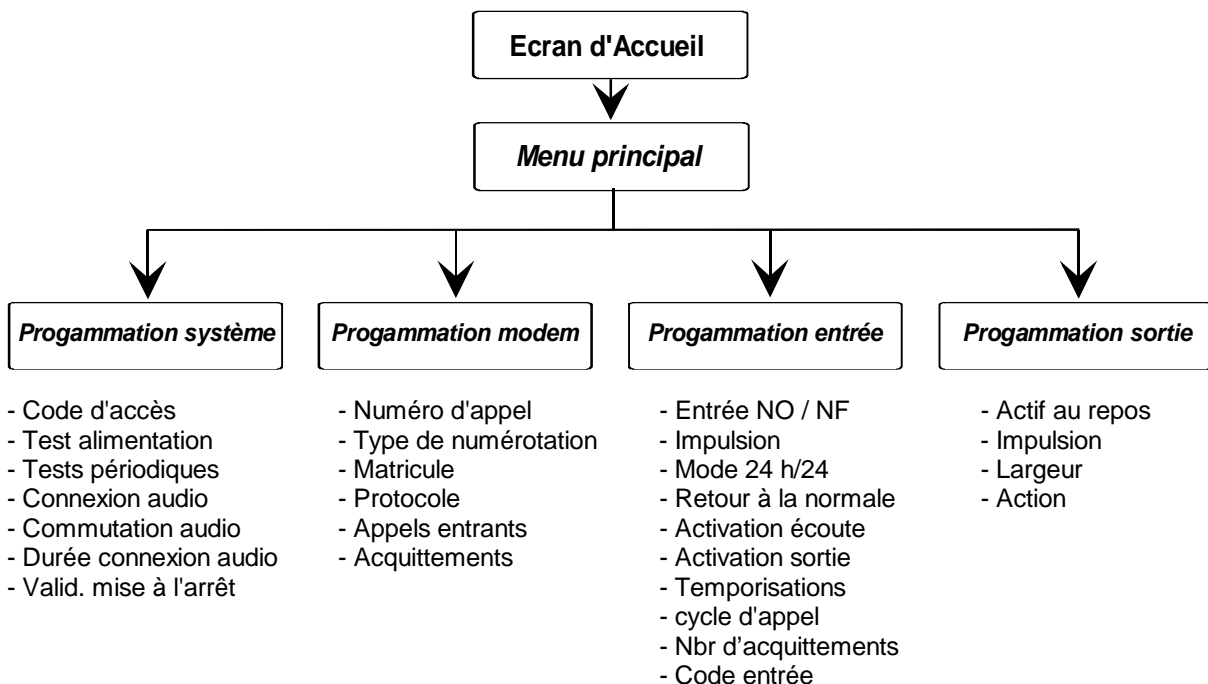 Ecran d'Accueil
Menu principal
Progammation système
- Code d'accès
- Test alimentation
- Tests périodiques
- Connexion audio
- Commutation audio
- Durée connexion audio
- Valid. mise à l'arrêt
Progammation modem
- Numéro d'appel
- Type de numérotation
- Matricule
- Protocole
- Appels entrants
- Acquittements
Progammation entrée
- Entrée NO / NF
- Impulsion
- Mode 24 h/24
- Retour à la normale
- Activation écoute
- Activation sortie
- Temporisations
- cycle d'appel
- Nbr d’acquittements
- Code entrée
Progammation sortie
- Actif au repos
- Impulsion
- Largeur
- Action